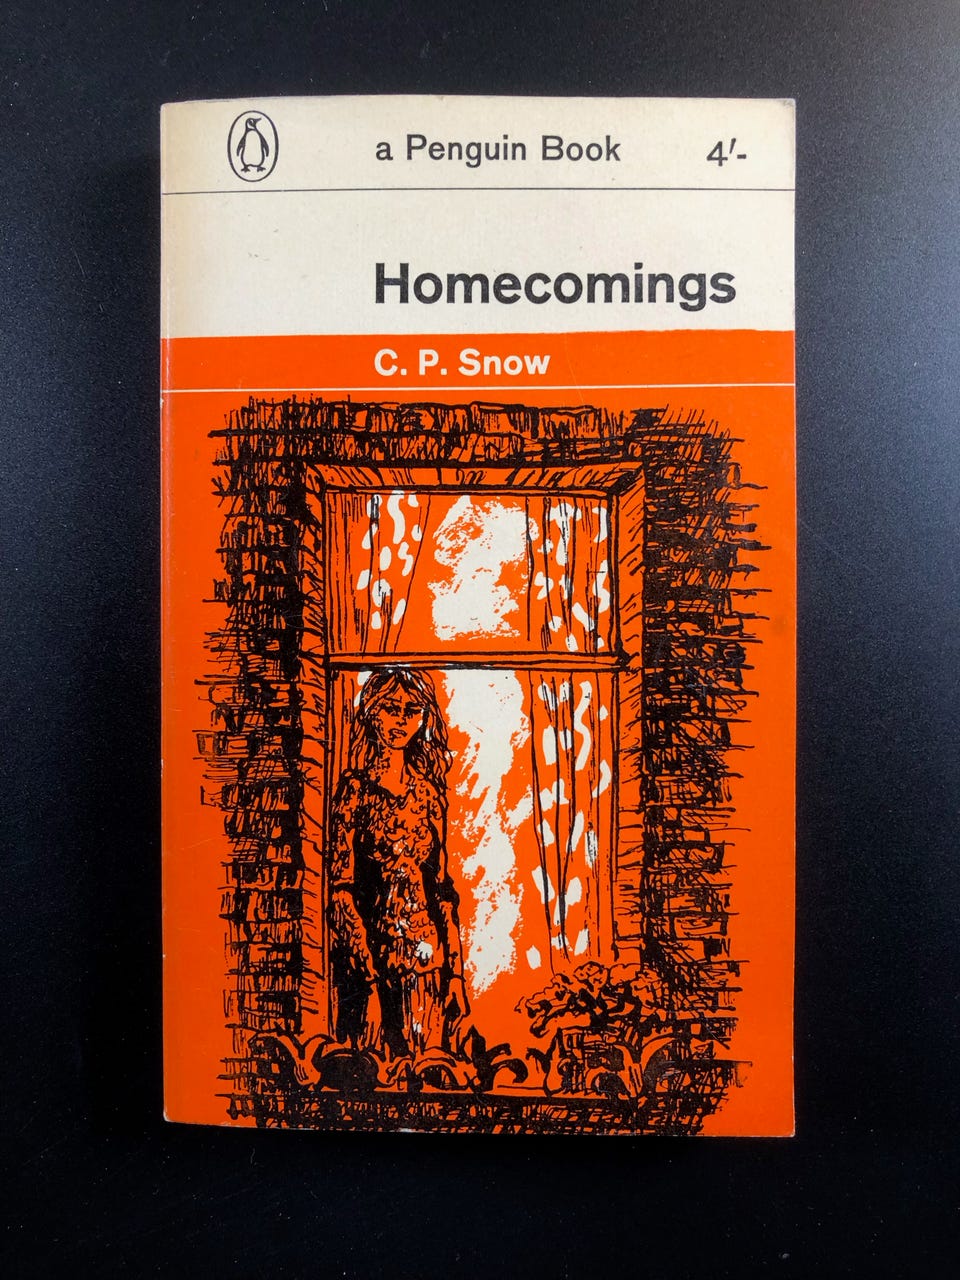 a Penguin Book 4'-
Homecomings
C. P. Snow